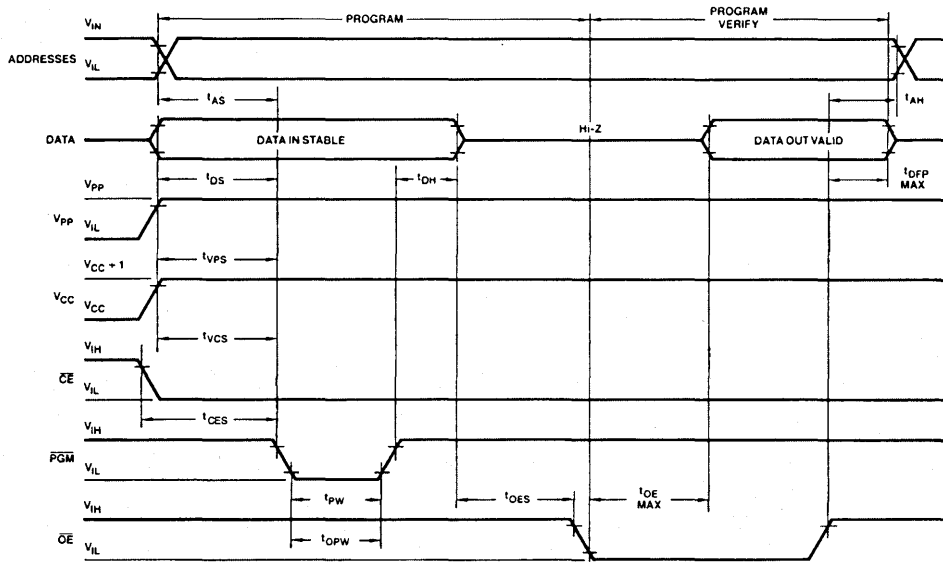 PROGRAM
PROGRAM
VERIFY
VIN
ADDRESSES
VIL
tAS
tAH
DATA
DATA IN STABLE
Hi-Z
DATA OUT VALID
tDS
tDH
tDFP
MAX
VPP
VPP
VIL
tVPS
VCC + 1
VCC
VCC
tVCS
VIH
CE
VIL
tCES
VIH
PGM
VIL
tPW
tOES
tOE
MAX
VIH
OE
tOPW
VIL